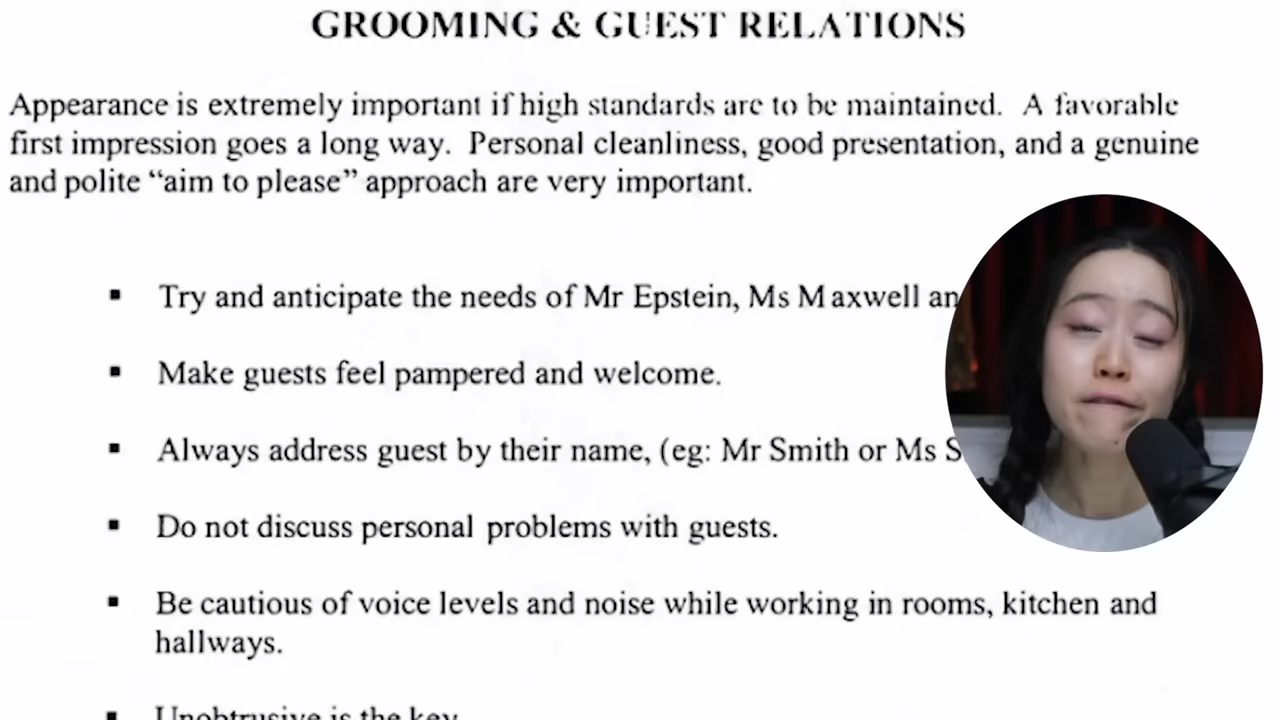 GROOMING & GUEST RELATIONS
Appearance is extremely important if high standards are to be maintained. A favorable
first impression goes a long way. Personal cleanliness, good presentation, and a genuine
and polite “aim to please” approach are very important.
▪ Try and anticipate the needs of Mr Epstein, Ms Maxwell an
▪ Make guests feel pampered and welcome.
▪ Always address guest by their name, (eg: Mr Smith or Ms S
▪ Do not discuss personal problems with guests.
▪ Be cautious of voice levels and noise while working in rooms, kitchen and
hallways.
▪ Unobtrusive is the key.